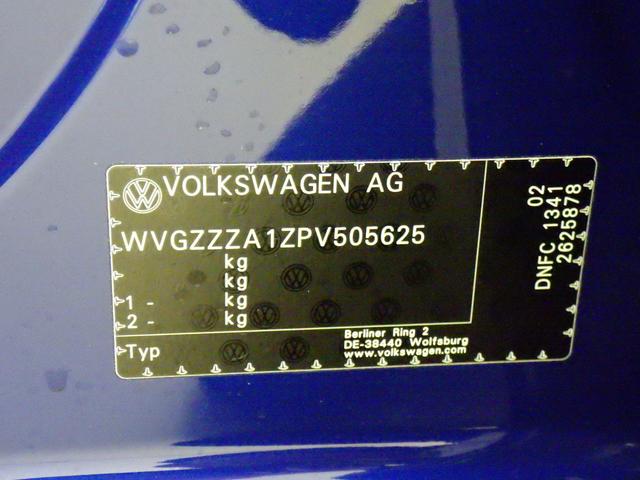 VOLKSWAGEN AG
WVGZZZA1ZPV505625
kg
kg
1 - kg
2 - kg
Typ
Berliner Ring 2
DE-38440 Wolfsburg
www.volkswagen.com
02
DNFC 1341
2625878